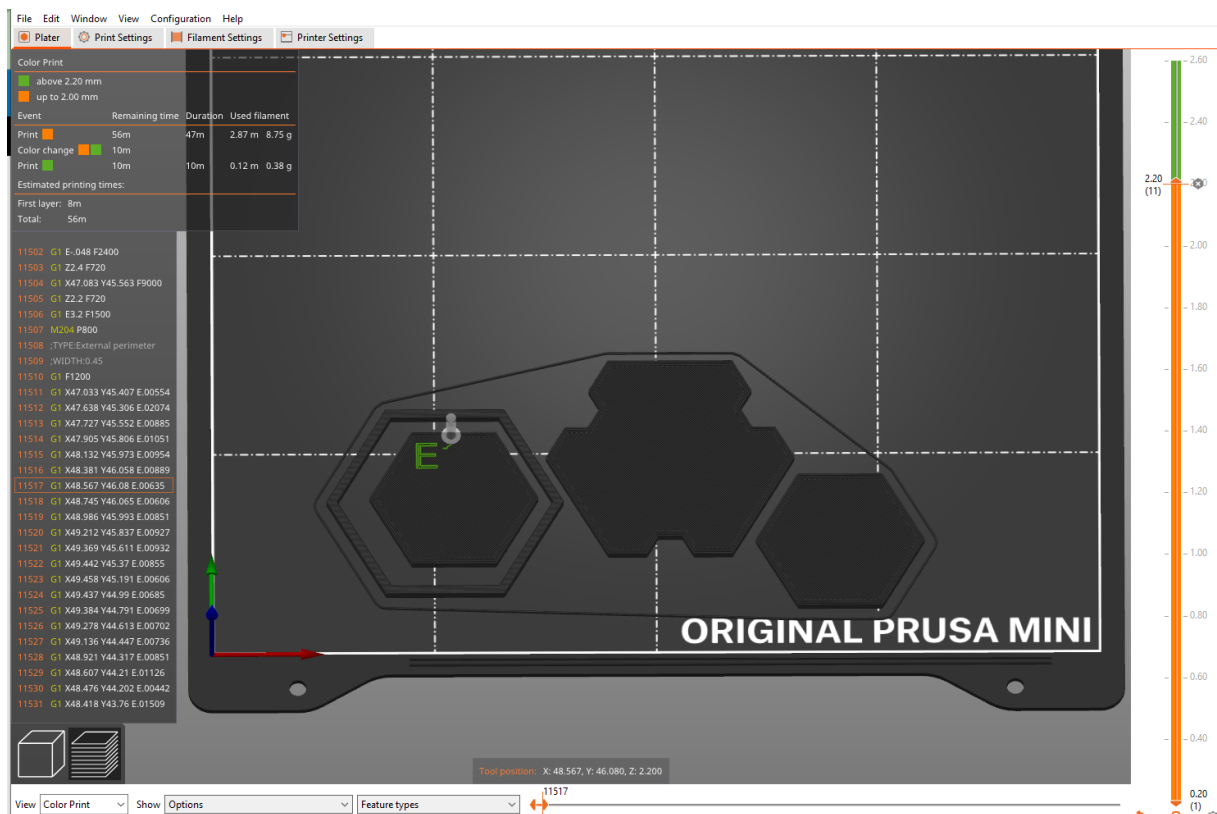 File Edit Window View Configuration Help
Plater Print Settings Filament Settings Printer Settings
Color Print
above 2.20 mm
up to 2.00 mm
Event Remaining time Duration Used filament
Print 56m 47m 2.87 m 8.75 g
Color change 10m
Print 10m 10m 0.12 m 0.38 g
Estimated printing times:
First layer: 8m
Total: 56m
11502 G1 E-.048 F2400
11503 G1 Z2.4 F720
11504 G1 X47.083 Y45.563 F9000
11505 G1 Z2.2 F720
11506 G1 E3.2 F1500
11507 M204 P800
11508 ;TYPE:External perimeter
11509 ;WIDTH:0.45
11510 G1 F1200
11511 G1 X47.033 Y45.407 E.00554
11512 G1 X47.638 Y45.306 E.02074
11513 G1 X47.727 Y45.552 E.00885
11514 G1 X47.905 Y45.806 E.01051
11515 G1 X48.132 Y45.973 E.00954
11516 G1 X48.381 Y46.058 E.00889
11517 G1 X48.567 Y46.08 E.00635
11518 G1 X48.745 Y46.065 E.00606
11519 G1 X48.986 Y45.993 E.00851
11520 G1 X49.212 Y45.837 E.00927
11521 G1 X49.369 Y45.611 E.00932
11522 G1 X49.442 Y45.37 E.00855
11523 G1 X49.458 Y45.191 E.00606
11524 G1 X49.437 Y44.99 E.00685
11525 G1 X49.384 Y44.791 E.00699
11526 G1 X49.278 Y44.613 E.00702
11527 G1 X49.136 Y44.447 E.00736
11528 G1 X48.921 Y44.317 E.00851
11529 G1 X48.607 Y44.21 E.01126
11530 G1 X48.476 Y44.202 E.00442
11531 G1 X48.418 Y43.76 E.01509
E
ORIGINAL PRUSA MINI
Tool position: X: 48.567, Y: 46.080, Z: 2.200
2.60
2.40
2.20
(11)
2.00
1.80
1.60
1.40
1.20
1.00
0.80
0.60
0.40
0.20
(1)
View Color Print Show Options Feature types
11517